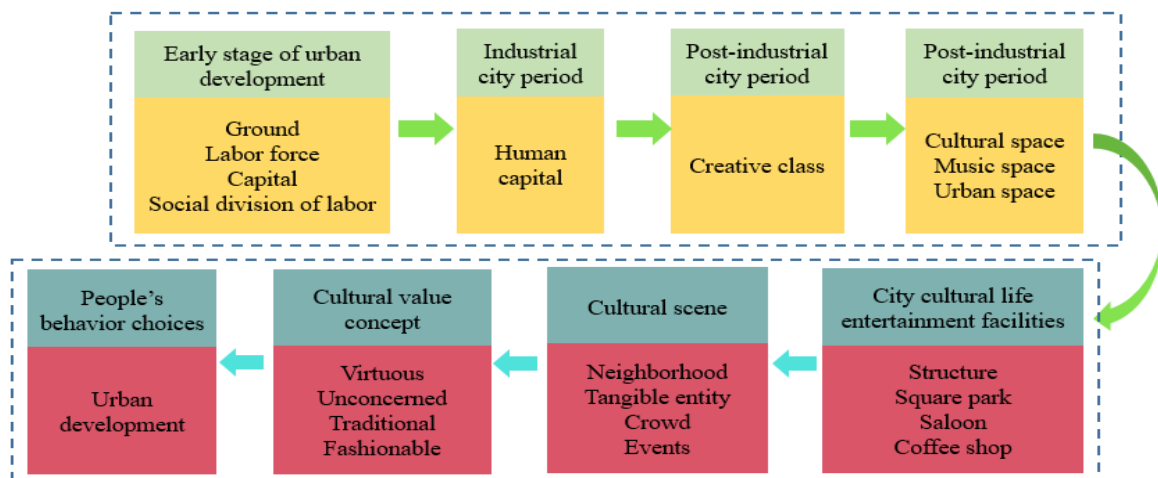 Early stage of urban
development
Ground
Labor force
Capital
Social division of labor
Industrial
city period
Human
capital
Post-industrial
city period
Creative class
Post-industrial
city period
Cultural space
Music space
Urban space
People’s
behavior choices
Urban
development
Cultural value
concept
Virtuous
Unconcerned
Traditional
Fashionable
Cultural scene
Neighborhood
Tangible entity
Crowd
Events
City cultural life
entertainment facilities
Structure
Square park
Saloon
Coffee shop